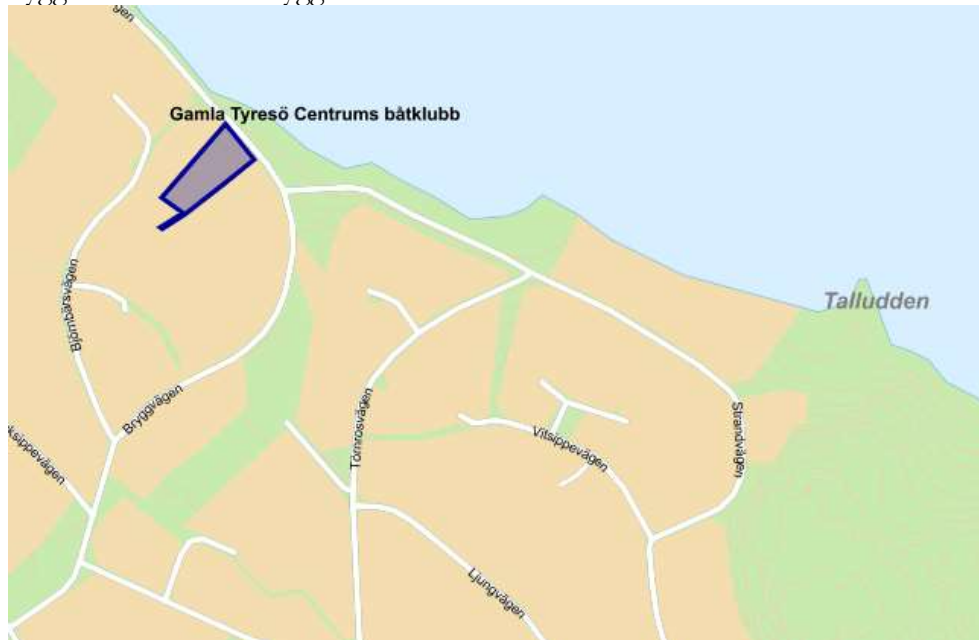 Gamla Tyresö Centrums båtklubb
Talludden
Björnbärsvägen
Bryggvägen
Törnrosvägen
Vitsippevägen
Strandvägen
Ljungvägen